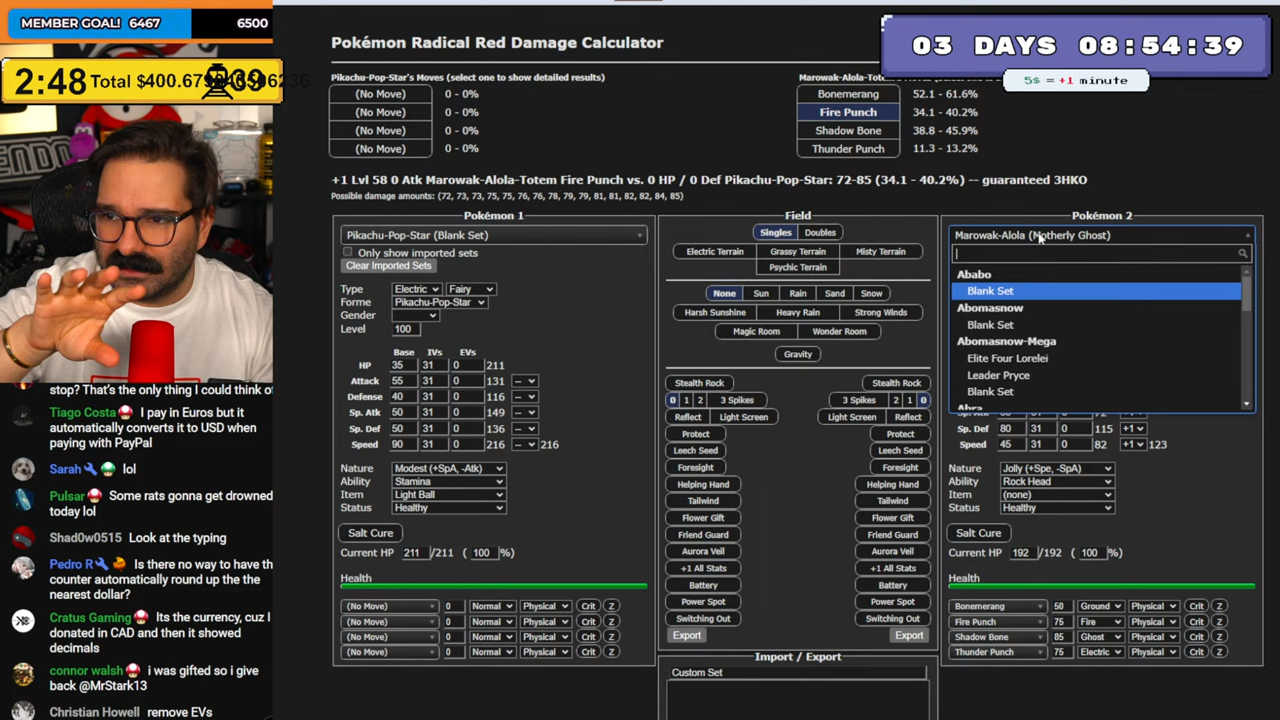 MEMBER GOAL! 6467 6500
2:48 Total $400.679
03 DAYS 08:54:39
5$ = +1 minute
stop? That's the only thing I could think of
Tiago Costa I pay in Euros but it
automatically converts it to USD when
paying with PayPal
Sarah lol
Pulsar Some rats gonna get drowned
today lol
Shad0w0515 Look at the typing
Pedro R Is there no way to have the
counter automatically round up the the
nearest dollar?
Cratus Gaming Its the currency, cuz I
donated in CAD and then it showed
decimals
connor walsh i was gifted so i give
back @MrStark13
Christian Howell remove EVs
Pokémon Radical Red Damage Calculator
Pikachu-Pop-Star's Moves (select one to show detailed results)
(No Move) 0 - 0%
(No Move) 0 - 0%
(No Move) 0 - 0%
(No Move) 0 - 0%
Marowak-Alola-Totem
Bonemerang 52.1 - 61.6%
Fire Punch 34.1 - 40.2%
Shadow Bone 38.8 - 45.9%
Thunder Punch 11.3 - 13.2%
+1 Lvl 58 0 Atk Marowak-Alola-Totem Fire Punch vs. 0 HP / 0 Def Pikachu-Pop-Star: 72-85 (34.1 - 40.2%) -- guaranteed 3HKO
Possible damage amounts: (72, 73, 73, 75, 75, 76, 76, 78, 79, 79, 81, 81, 82, 82, 84, 85)
Pokémon 1
Pikachu-Pop-Star (Blank Set)
Only show imported sets
Clear Imported Sets
Type Electric Fairy
Forme Pikachu-Pop-Star
Gender
Level 100
Base IVs EVs
HP 35 31 0 211
Attack 55 31 0 131 --
Defense 40 31 0 116 --
Sp. Atk 50 31 0 149 --
Sp. Def 50 31 0 136 --
Speed 90 31 0 216 -- 216
Nature Modest (+SpA, -Atk)
Ability Stamina
Item Light Ball
Status Healthy
Salt Cure
Current HP 211 /211 ( 100 %)
Health
(No Move) 0 Normal Physical Crit Z
(No Move) 0 Normal Physical Crit Z
(No Move) 0 Normal Physical Crit Z
(No Move) 0 Normal Physical Crit Z
Field
Singles Doubles
Electric Terrain Grassy Terrain Misty Terrain
Psychic Terrain
None Sun Rain Sand Snow
Harsh Sunshine Heavy Rain Strong Winds
Magic Room Wonder Room
Gravity
Stealth Rock Stealth Rock
0 1 2 3 Spikes 3 Spikes 2 1 0
Reflect Light Screen Light Screen Reflect
Protect Protect
Leech Seed Leech Seed
Foresight Foresight
Helping Hand Helping Hand
Tailwind Tailwind
Flower Gift Flower Gift
Friend Guard Friend Guard
Aurora Veil Aurora Veil
+1 All Stats +1 All Stats
Battery Battery
Power Spot Power Spot
Switching Out Switching Out
Export Export
Import / Export
Custom Set
Pokémon 2
Marowak-Alola (Motherly Ghost)
Ababo
Blank Set
Abomasnow
Blank Set
Abomasnow-Mega
Elite Four Lorelei
Leader Pryce
Blank Set
Abra
Sp. Def 80 31 0 115 +1
Speed 45 31 0 82 +1 123
Nature Jolly (+Spe, -SpA)
Ability Rock Head
Item (none)
Status Healthy
Salt Cure
Current HP 192 /192 ( 100 %)
Health
Bonemerang 50 Ground Physical Crit Z
Fire Punch 75 Fire Physical Crit Z
Shadow Bone 85 Ghost Physical Crit Z
Thunder Punch 75 Electric Physical Crit Z